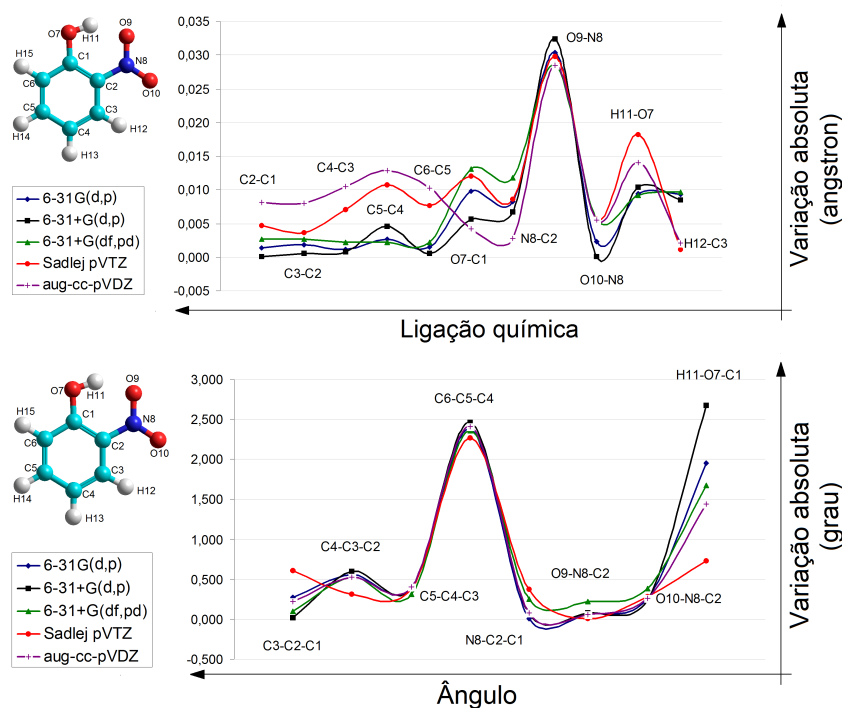 O9
O7
H11
H15
C1
N8
C6
C2
O10
C5
C3
H14
C4
H12
H13
6-31G(d,p)
6-31+G(d,p)
6-31+G(df,pd)
Sadlej pVTZ
aug-cc-pVDZ
0,035
0,030
0,025
0,020
0,015
0,010
0,005
0,000
-0,005
O9-N8
H11-O7
C4-C3
C6-C5
C2-C1
C5-C4
N8-C2
O7-C1
H12-C3
C3-C2
O10-N8
Ligação química
Variação absoluta
(angstron)
O9
O7
H11
H15
C1
N8
C6
C2
O10
C5
C3
H14
C4
H12
H13
6-31G(d,p)
6-31+G(d,p)
6-31+G(df,pd)
Sadlej pVTZ
aug-cc-pVDZ
3,000
2,500
2,000
1,500
1,000
0,500
0,000
-0,500
H11-O7-C1
C6-C5-C4
C4-C3-C2
O9-N8-C2
C5-C4-C3
O10-N8-C2
C3-C2-C1
N8-C2-C1
Ângulo
Variação absoluta
(grau)